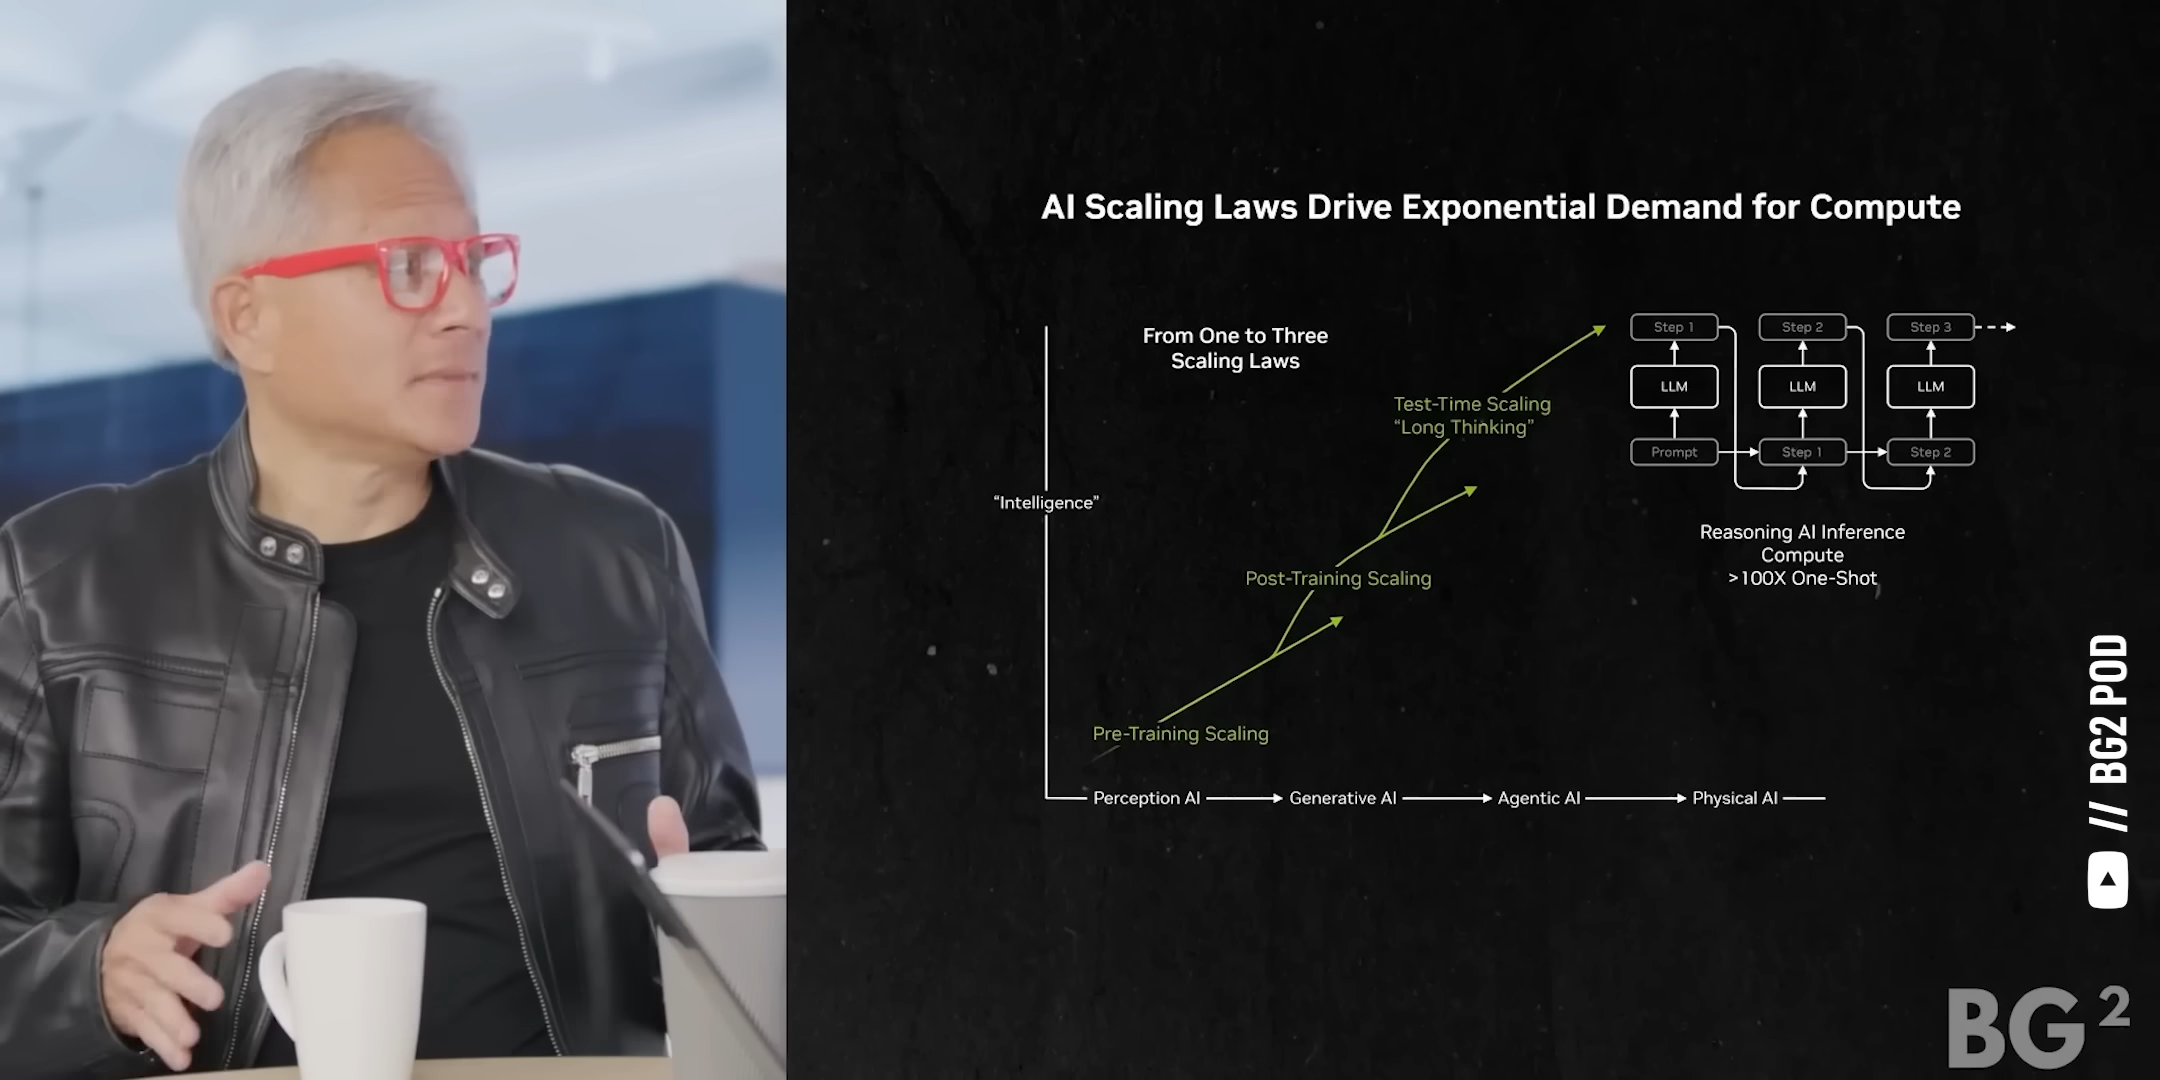 AI Scaling Laws Drive Exponential Demand for Compute
From One to Three
Scaling Laws
"Intelligence"
Test-Time Scaling
“Long Thinking”
Post-Training Scaling
Pre-Training Scaling
Perception AI
Generative AI
Agentic AI
Physical AI
Step 1
Step 2
Step 3
LLM
LLM
LLM
Prompt
Step 1
Step 2
Reasoning AI Inference
Compute
>100X One-Shot
// BG2 POD
BG²